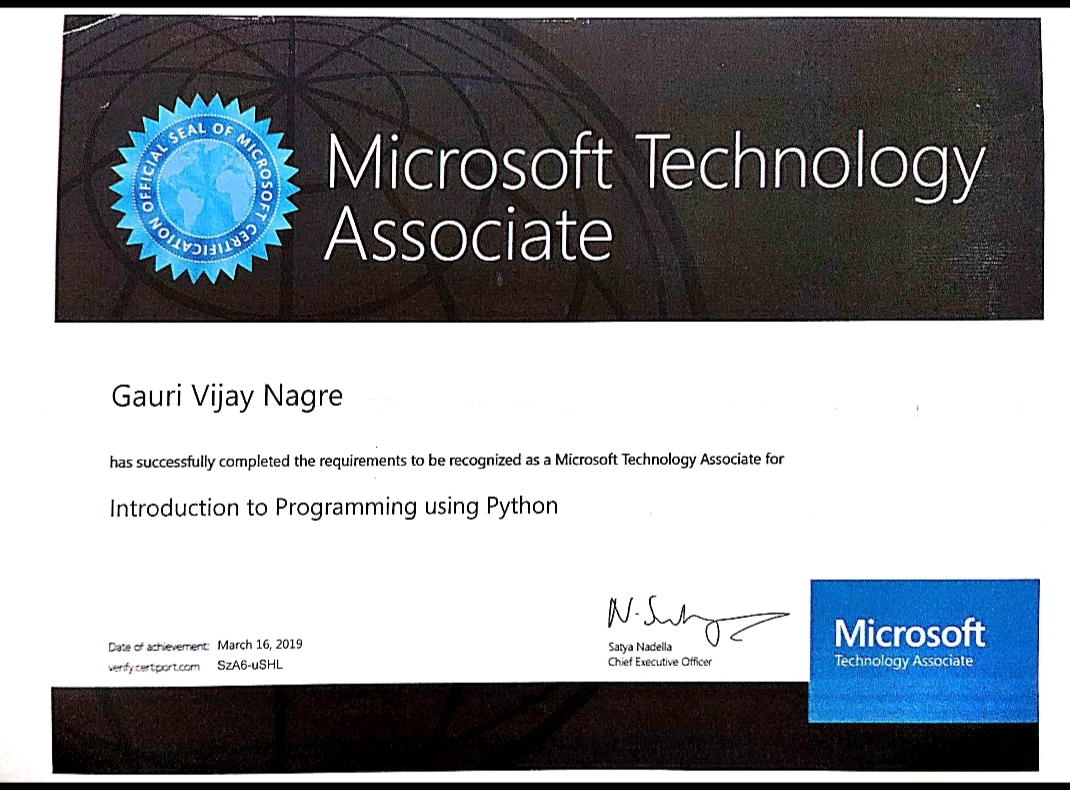 OFFICIAL SEAL OF MICROSOFT CERTIFICATION
Microsoft Technology
Associate
Gauri Vijay Nagre
has successfully completed the requirements to be recognized as a Microsoft Technology Associate for
Introduction to Programming using Python
Date of achievement: March 16, 2019
verify.certport.com SzA6-uSHL
N. Satya
Satya Nadella
Chief Executive Officer
Microsoft
Technology Associate